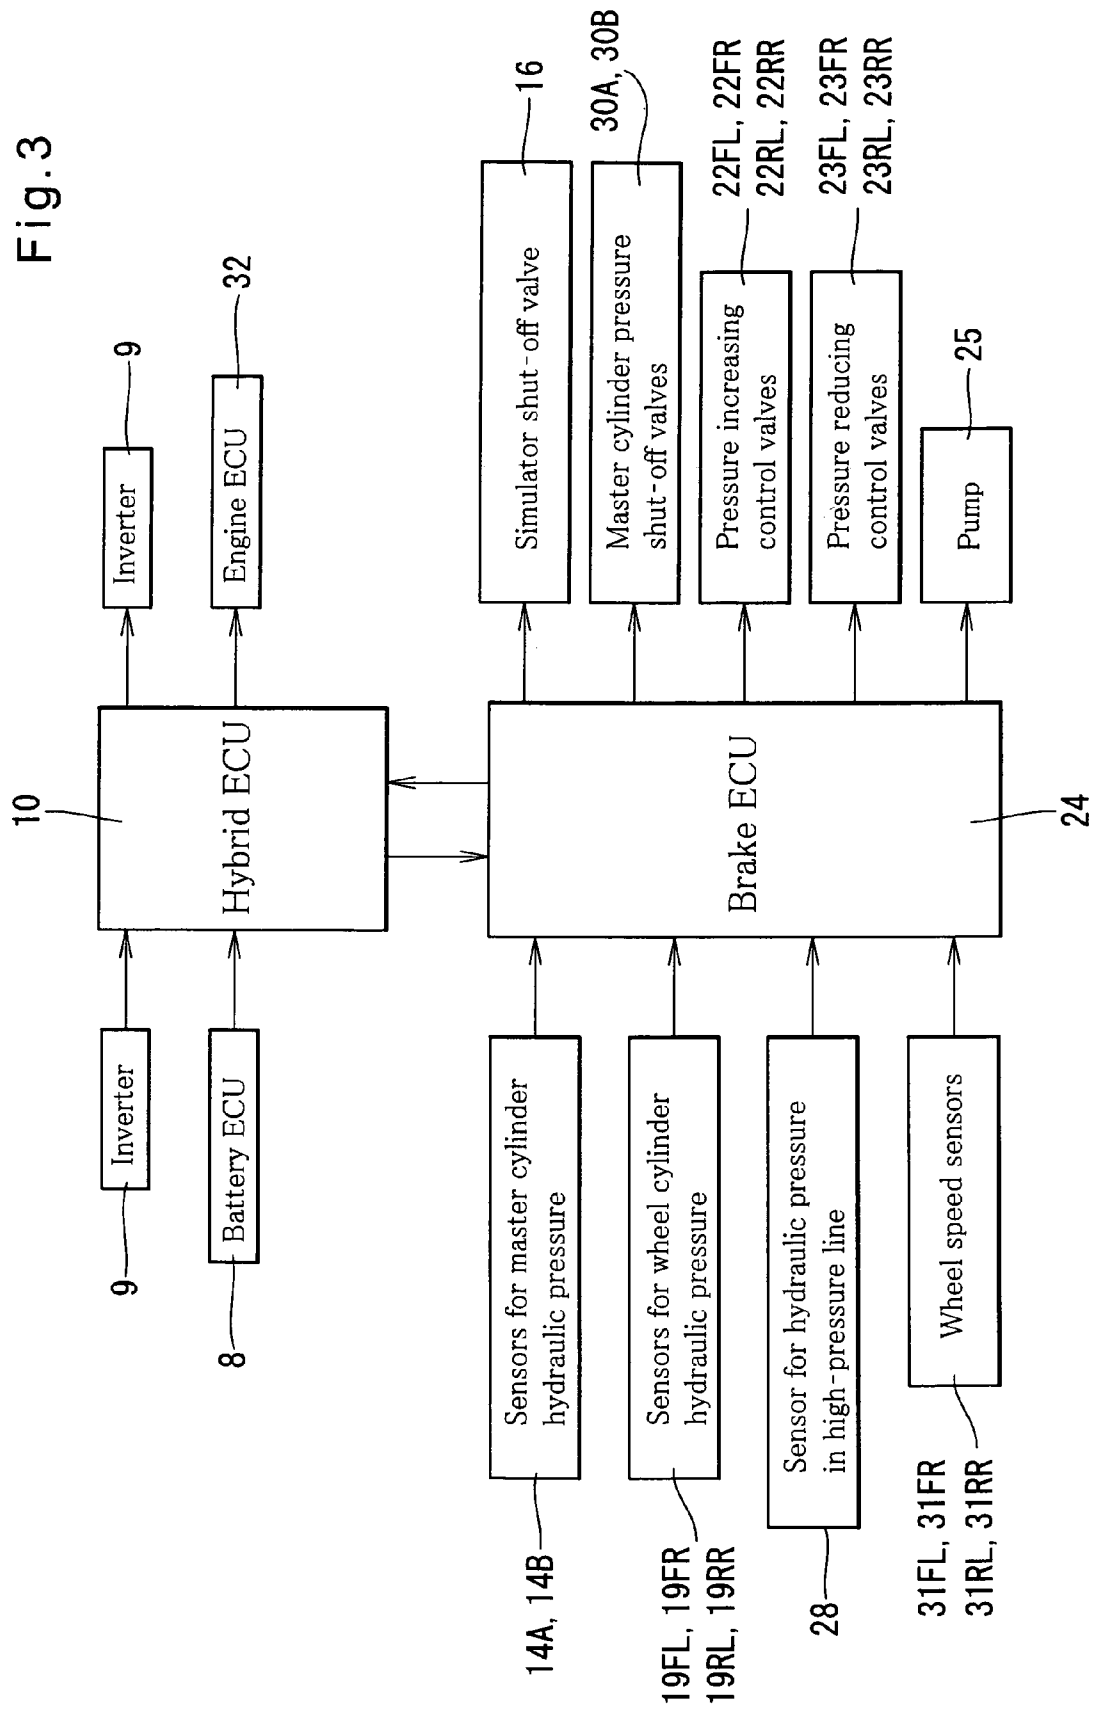 Fig.3
10
9
Inverter
Hybrid ECU
Inverter
9
8
Battery ECU
Engine ECU
32
14A, 14B
Sensors for master cylinder
hydraulic pressure
19FL, 19FR
19RL, 19RR
Sensors for wheel cylinder
hydraulic pressure
28
Sensor for hydraulic pressure
in high-pressure line
31FL, 31FR
31RL, 31RR
Wheel speed sensors
Brake ECU
24
Simulator shut-off valve
16
Master cylinder pressure
shut-off valves
30A, 30B
Pressure increasing
control valves
22FL, 22FR
22RL, 22RR
Pressure reducing
control valves
23FL, 23FR
23RL, 23RR
Pump
25